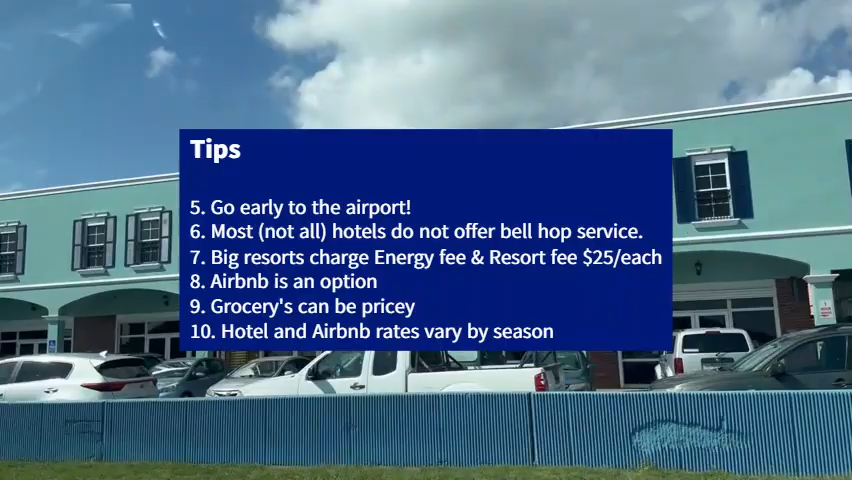 Tips
5. Go early to the airport!
6. Most (not all) hotels do not offer bell hop service.
7. Big resorts charge Energy fee & Resort fee $25/each
8. Airbnb is an option
9. Grocery's can be pricey
10. Hotel and Airbnb rates vary by season